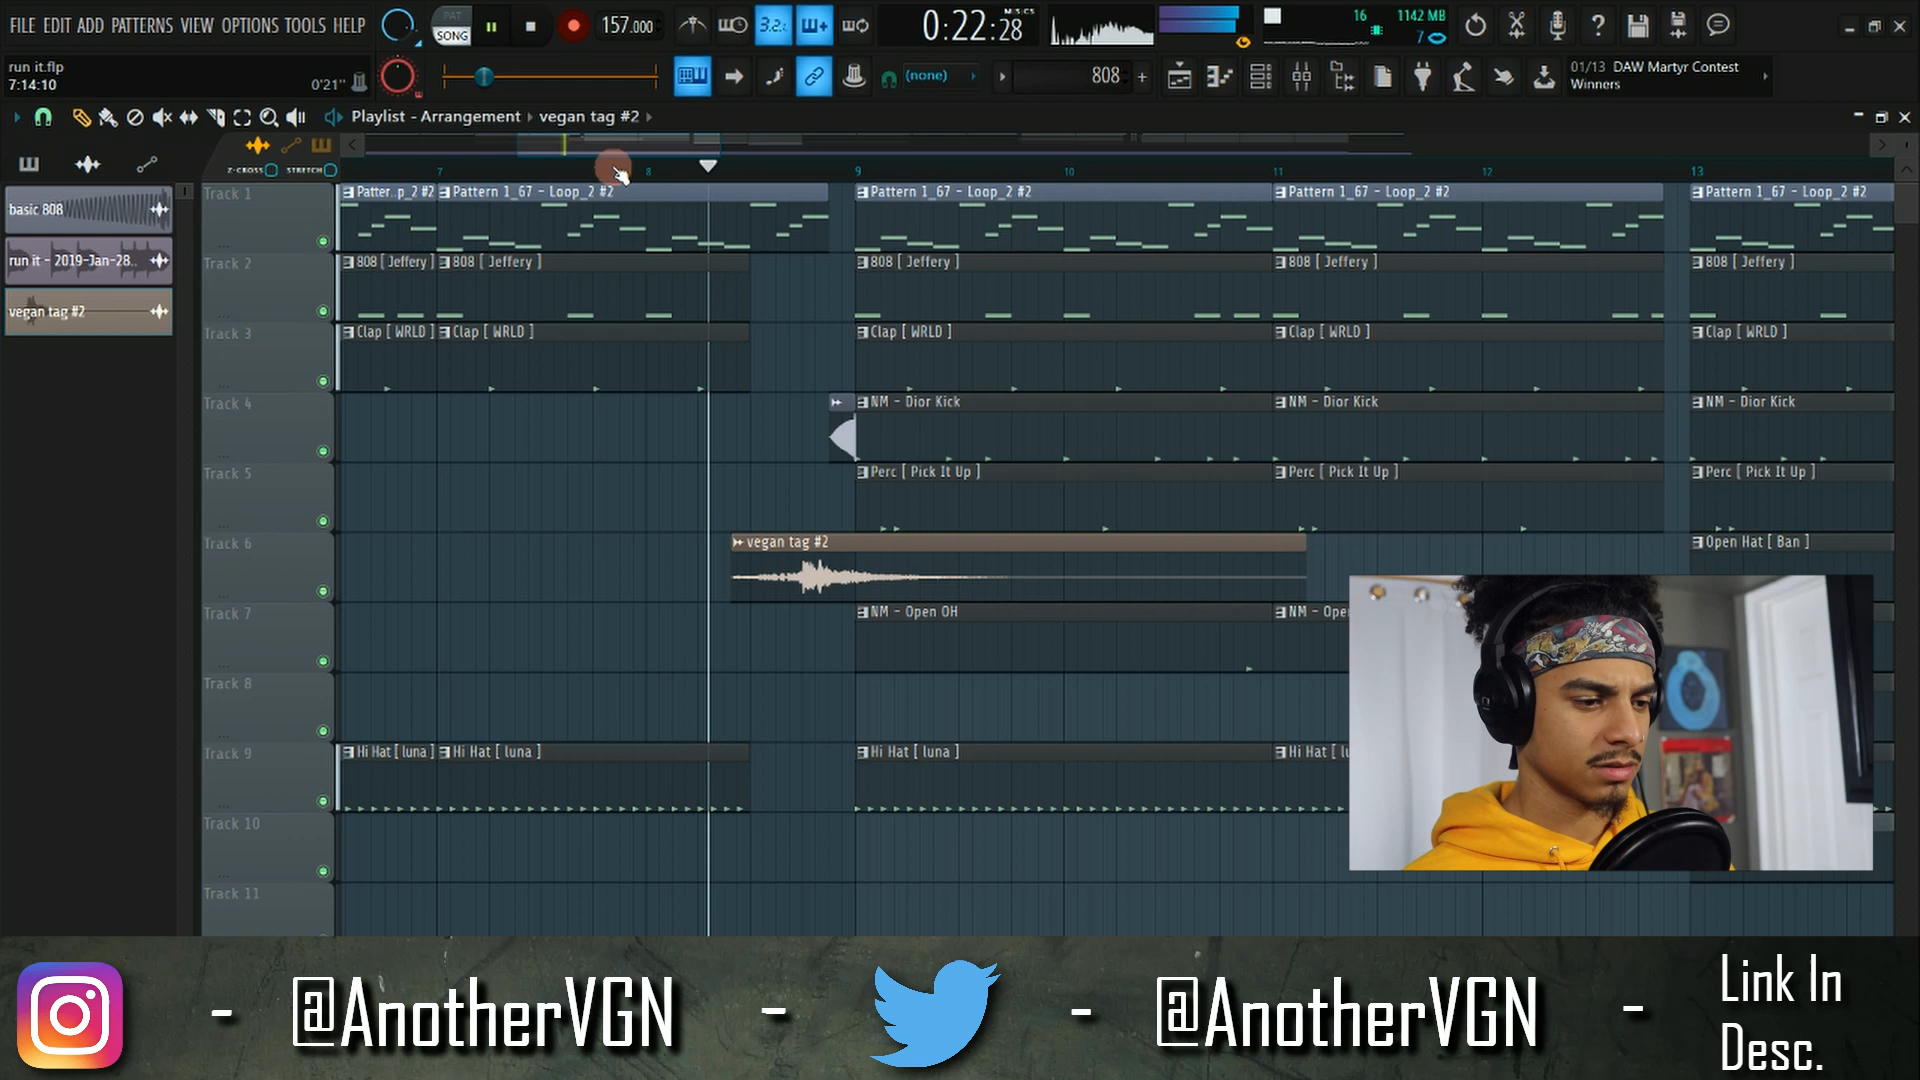 FILE EDIT ADD PATTERNS VIEW OPTIONS TOOLS HELP
PAT
SONG
157.000
3.2.
0:22:28
M:S:CS
16
1142 MB
7
run it.flp
7:14:10
0'21"
(none)
808
01/13 DAW Martyr Contest
Winners
Playlist - Arrangement › vegan tag #2 ›
Z-CROSS
STRETCH
7 8 9 10 11 12 13
basic 808
run it - 2019-Jan-28..
vegan tag #2
Track 1
Patter..p_2 #2
Pattern 1_67 - Loop_2 #2
Pattern 1_67 - Loop_2 #2
Pattern 1_67 - Loop_2 #2
Pattern 1_67 - Loop_2 #2
Track 2
808 [ Jeffery ]
808 [ Jeffery ]
808 [ Jeffery ]
808 [ Jeffery ]
808 [ Jeffery ]
Track 3
Clap [ WRLD ]
Clap [ WRLD ]
Clap [ WRLD ]
Clap [ WRLD ]
Clap [ WRLD ]
Track 4
NM - Dior Kick
NM - Dior Kick
NM - Dior Kick
Track 5
Perc [ Pick It Up ]
Perc [ Pick It Up ]
Perc [ Pick It Up ]
Track 6
vegan tag #2
Open Hat [ Ban ]
Track 7
NM - Open OH
NM - Ope
Track 8
Track 9
Hi Hat [ luna ]
Hi Hat [ luna ]
Hi Hat [ luna ]
Hi Hat [ lu
Track 10
Track 11
- @AnotherVGN - - @AnotherVGN - Link In
Desc.